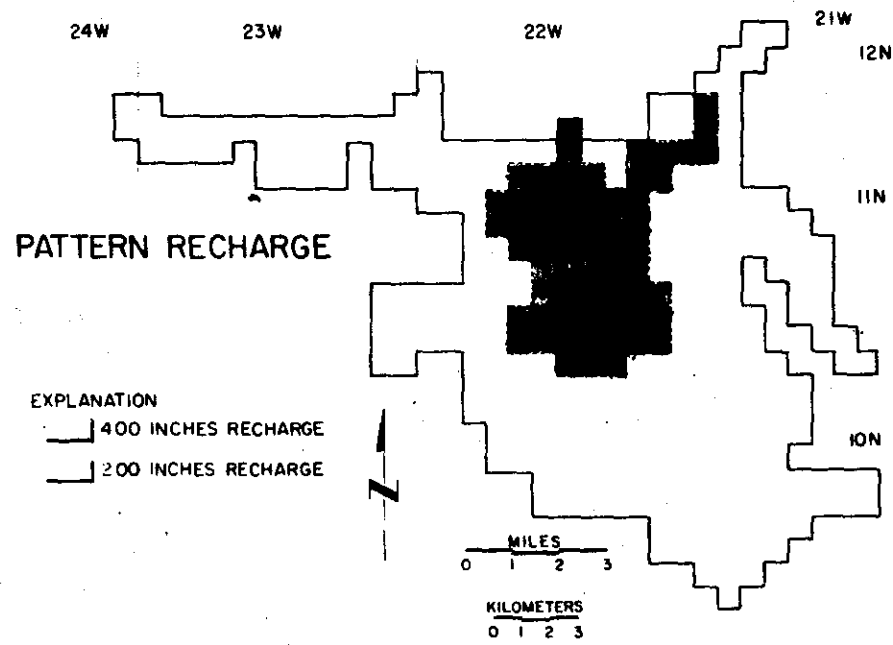 24W 23W 22W 21W
12N
11N
PATTERN RECHARGE
EXPLANATION
400 INCHES RECHARGE
200 INCHES RECHARGE
10N
N
MILES
0 1 2 3
KILOMETERS
0 1 2 3